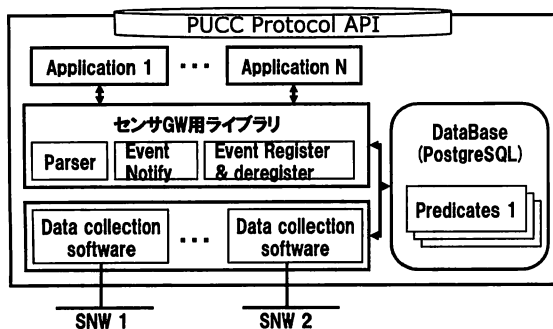 PUCC Protocol API
Application 1 ・・・ Application N
センサGW用ライブラリ
Parser
Event Notify
Event Register & deregister
DataBase
(PostgreSQL)
Predicates 1
Data collection software ・・・ Data collection software
SNW 1
SNW 2